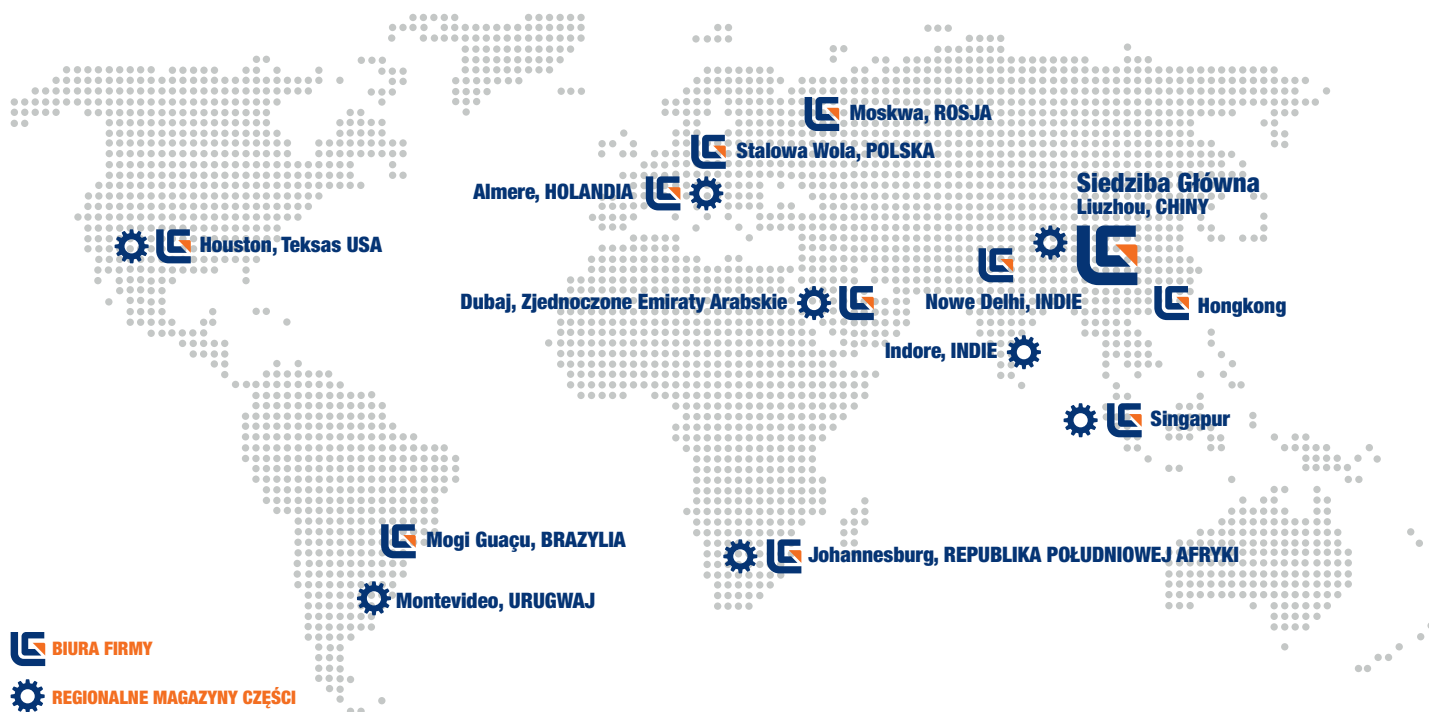 Moskwa, ROSJA
Stalowa Wola, POLSKA
Almere, HOLANDIA
Siedziba Główna
Liuzhou, CHINY
Houston, Teksas USA
Dubaj, Zjednoczone Emiraty Arabskie
Nowe Delhi, INDIE
Hongkong
Indore, INDIE
Singapur
Mogi Guaçu, BRAZYLIA
Johannesburg, REPUBLIKA POŁUDNIOWEJ AFRYKI
Montevideo, URUGWAJ
BIURA FIRMY
REGIONALNE MAGAZYNY CZĘŚCI